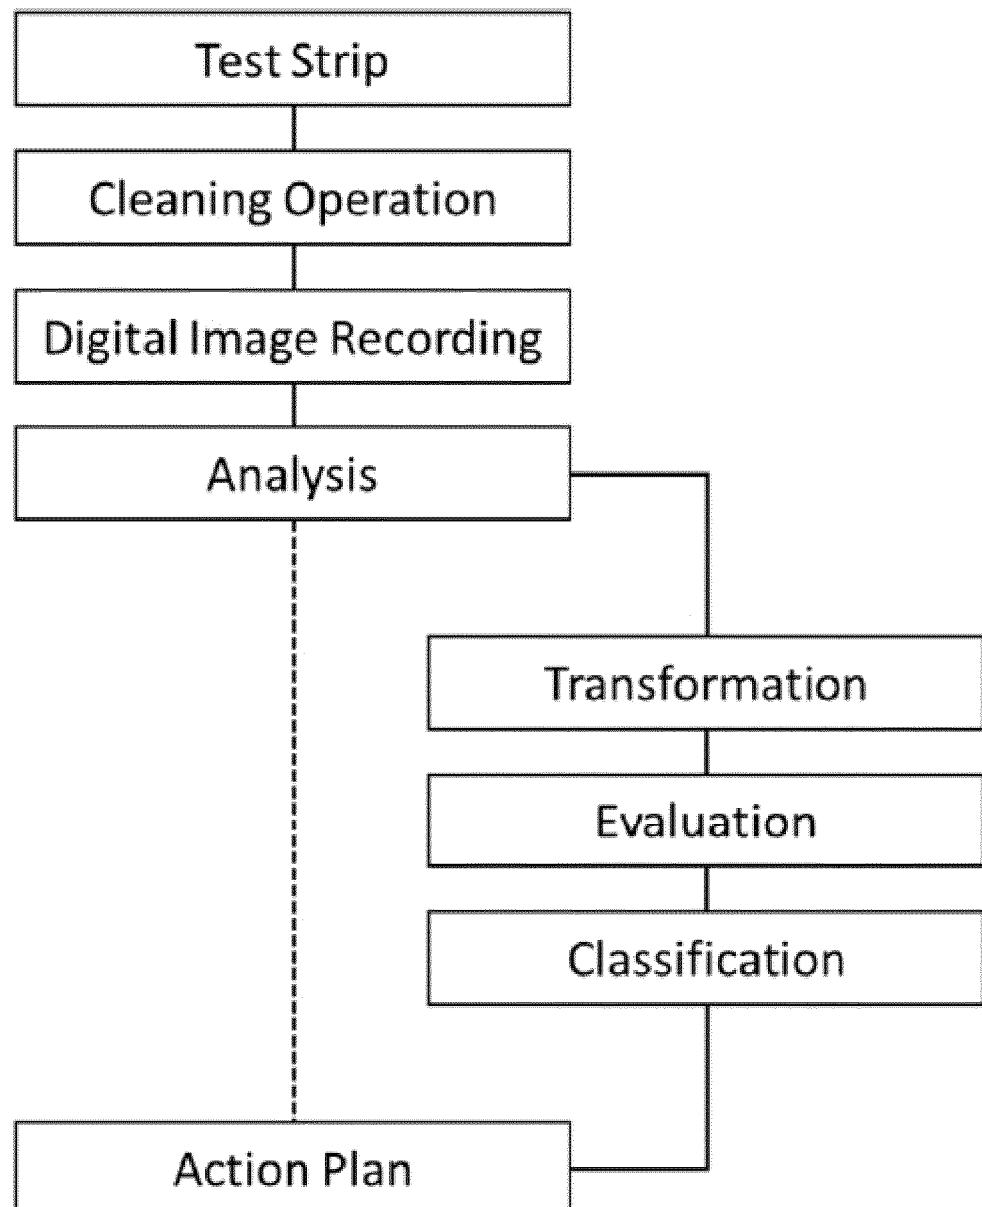 Test Strip
Cleaning Operation
Digital Image Recording
Analysis
Transformation
Evaluation
Classification
Action Plan